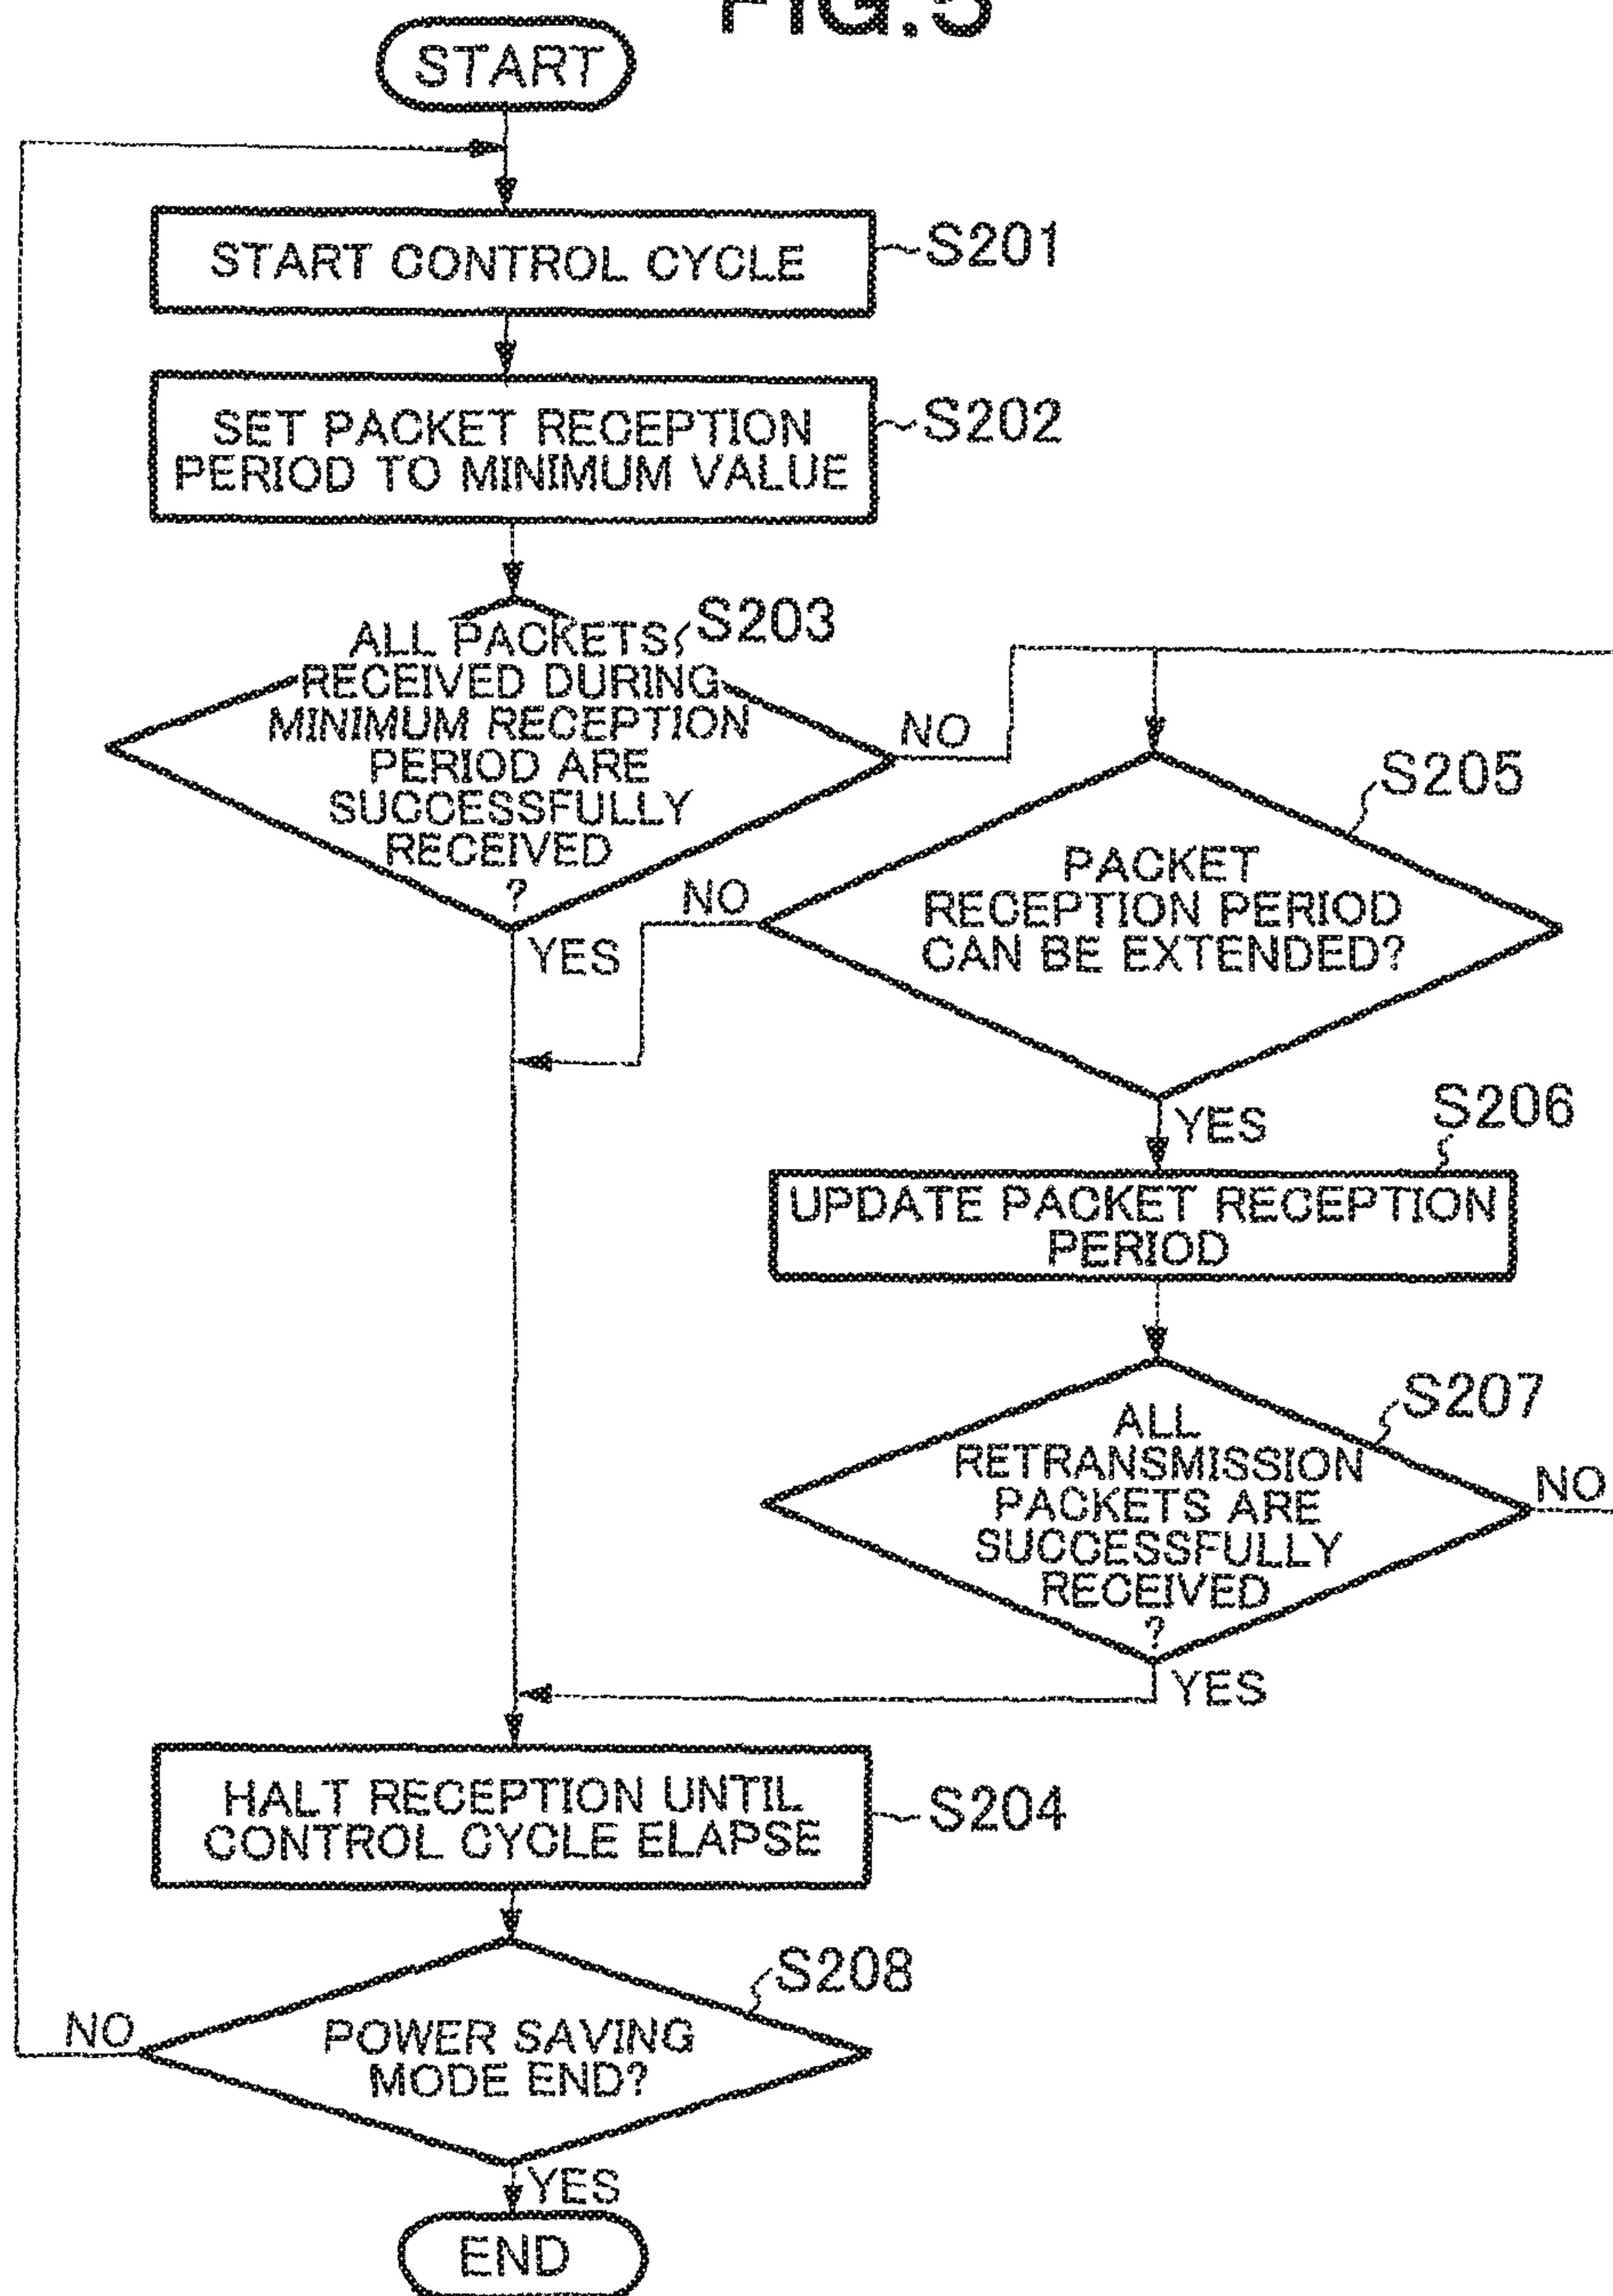 FIG.5
START
START CONTROL CYCLE
S201
SET PACKET RECEPTION
PERIOD TO MINIMUM VALUE
S202
ALL PACKETS
RECEIVED DURING
MINIMUM RECEPTION
PERIOD ARE
SUCCESSFULLY
RECEIVED
?
S203
NO
YES
PACKET
RECEPTION PERIOD
CAN BE EXTENDED?
S205
NO
YES
UPDATE PACKET RECEPTION
PERIOD
S206
ALL
RETRANSMISSION
PACKETS ARE
SUCCESSFULLY
RECEIVED
?
S207
NO
YES
HALT RECEPTION UNTIL
CONTROL CYCLE ELAPSE
S204
POWER SAVING
MODE END?
S208
NO
YES
END